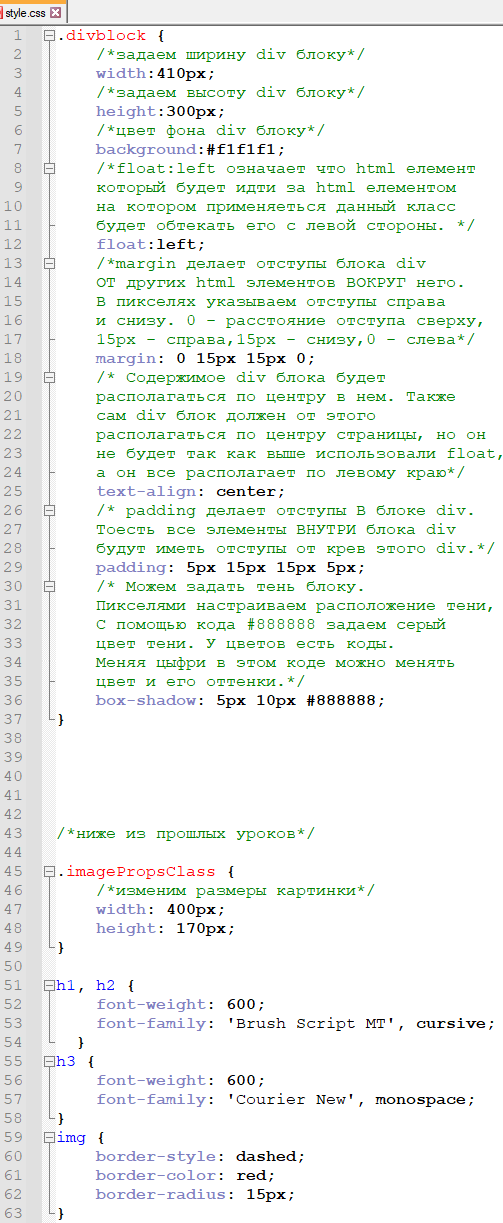 style.css
1 .divblock {
2 /*задаем ширину div блоку*/
3 width:410px;
4 /*задаем высоту div блоку*/
5 height:300px;
6 /*цвет фона div блоку*/
7 background:#f1f1f1;
8 /*float:left означает что html елемент
9 который будет идти за html елементом
10 на котором применяеться данный класс
11 будет обтекать его с левой стороны. */
12 float:left;
13 /*margin делает отступы блока div
14 ОТ других html элементов ВОКРУГ него.
15 В пикселях указываем отступы справа
16 и снизу. 0 - расстояние отступа сверху,
17 15px - справа,15px - снизу,0 - слева*/
18 margin: 0 15px 15px 0;
19 /* Содержимое div блока будет
20 располагаться по центру в нем. Также
21 сам div блок должен от этого
22 располагаться по центру страницы, но он
23 не будет так как выше использовали float,
24 а он все располагает по левому краю*/
25 text-align: center;
26 /* padding делает отступы В блоке div.
27 Тоесть все элементы ВНУТРИ блока div
28 будут иметь отступы от крев этого div.*/
29 padding: 5px 15px 15px 5px;
30 /* Можем задать тень блоку.
31 Пикселями настраиваем расположение тени,
32 С помощью кода #888888 задаем серый
33 цвет тени. У цветов есть коды.
34 Меняя цыфри в этом коде можно менять
35 цвет и его оттенки.*/
36 box-shadow: 5px 10px #888888;
37 }
38
39
40
41
42
43 /*ниже из прошлых уроков*/
44
45 .imagePropsClass {
46 /*изменим размеры картинки*/
47 width: 400px;
48 height: 170px;
49 }
50
51 h1, h2 {
52 font-weight: 600;
53 font-family: 'Brush Script MT', cursive;
54 }
55 h3 {
56 font-weight: 600;
57 font-family: 'Courier New', monospace;
58 }
59 img {
60 border-style: dashed;
61 border-color: red;
62 border-radius: 15px;
63 }